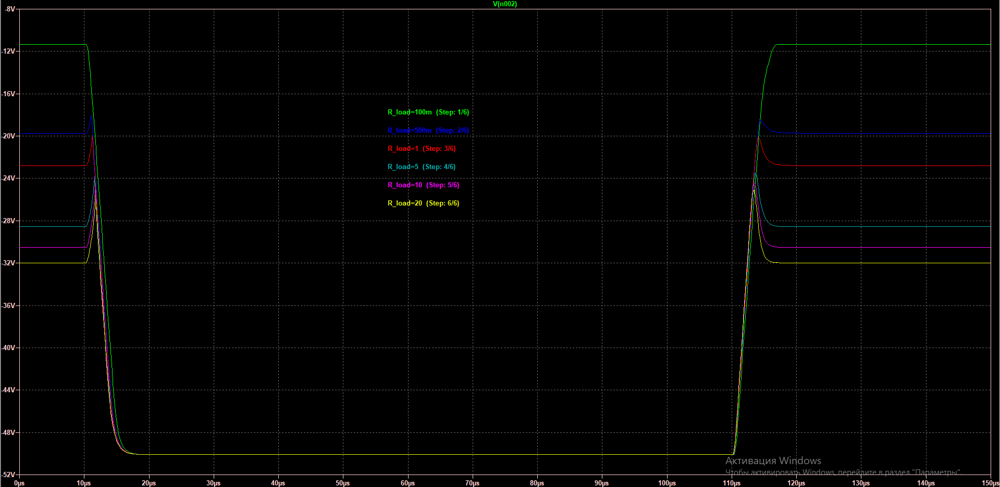 V(n002)
-8V
-12V
-16V
-20V
-24V
-28V
-32V
-36V
-40V
-44V
-48V
-52V
R_load=100m (Step: 1/6)
R_load=500m (Step: 2/6)
R_load=1 (Step: 3/6)
R_load=5 (Step: 4/6)
R_load=10 (Step: 5/6)
R_load=20 (Step: 6/6)
Активация Windows
Чтобы активировать Windows, перейдите в раздел "Параметры".
0µs 10µs 20µs 30µs 40µs 50µs 60µs 70µs 80µs 90µs 100µs 110µs 120µs 130µs 140µs 150µs